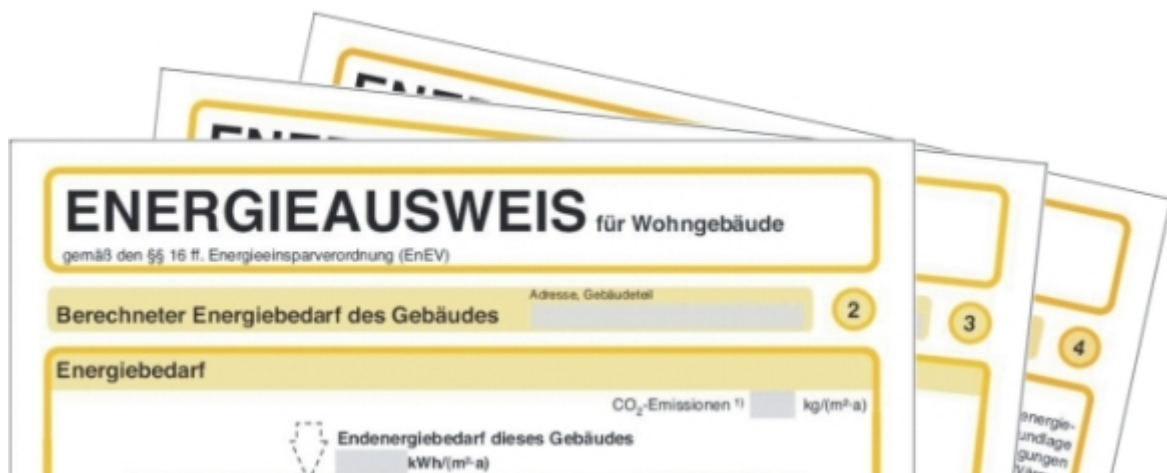 ENERGIEAUSWEIS für Wohngebäude
gemäß den §§ 16 ff. Energieeinsparverordnung (EnEV)
Adresse, Gebäudeteil
Berechneter Energiebedarf des Gebäudes
2
3
4
Energiebedarf
CO₂-Emissionen ¹⁾ kg/(m²·a)
Endenergiebedarf dieses Gebäudes
kWh/(m²·a)
energie-